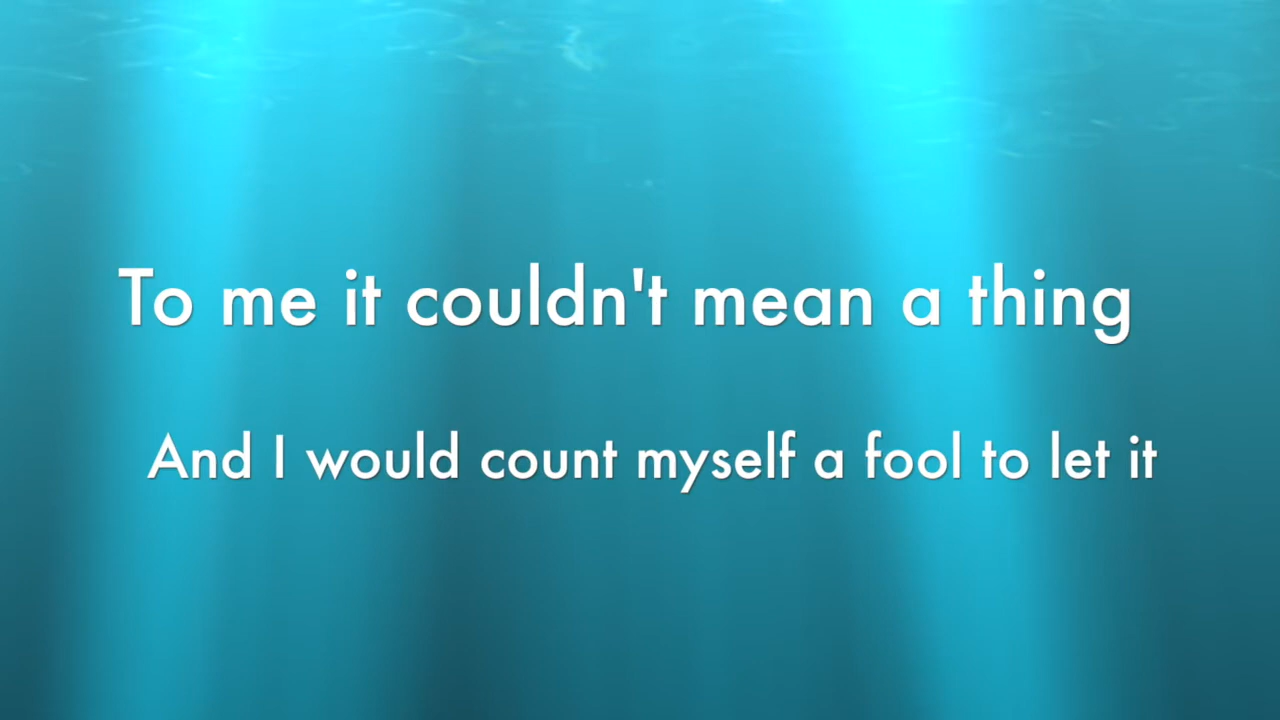 To me it couldn't mean a thing
And I would count myself a fool to let it